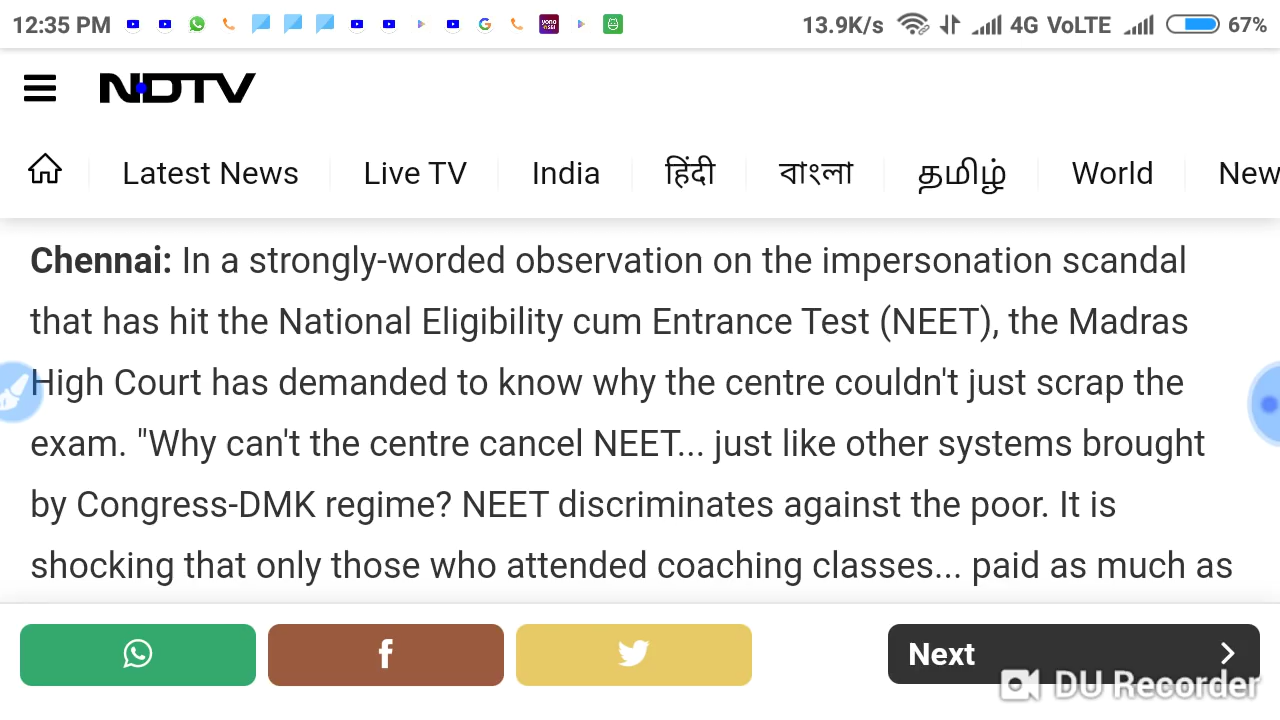 12:35 PM 13.9K/s 4G VoLTE 67%
NDTV
Latest News Live TV India हिंदी বাংলা தமிழ் World New
Chennai: In a strongly-worded observation on the impersonation scandal
that has hit the National Eligibility cum Entrance Test (NEET), the Madras
High Court has demanded to know why the centre couldn't just scrap the
exam. "Why can't the centre cancel NEET... just like other systems brought
by Congress-DMK regime? NEET discriminates against the poor. It is
shocking that only those who attended coaching classes... paid as much as
Next
DU Recorder